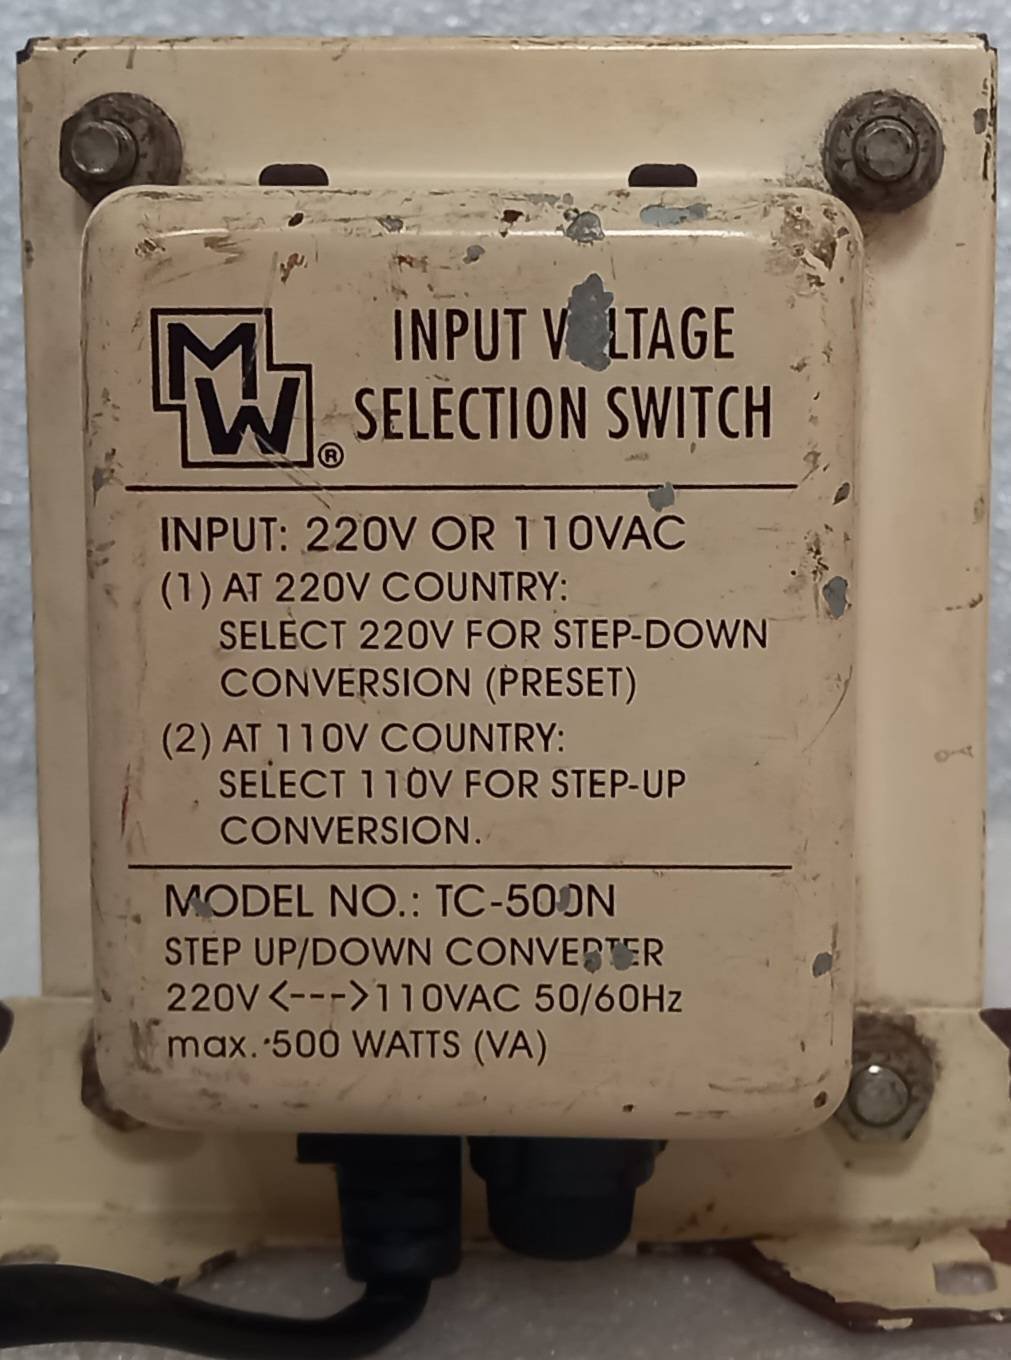 MW®
INPUT VOLTAGE
SELECTION SWITCH
INPUT: 220V OR 110VAC
(1) AT 220V COUNTRY:
SELECT 220V FOR STEP-DOWN
CONVERSION (PRESET)
(2) AT 110V COUNTRY:
SELECT 110V FOR STEP-UP
CONVERSION.
MODEL NO.: TC-500N
STEP UP/DOWN CONVERTER
220V<--->110VAC 50/60Hz
max. 500 WATTS (VA)